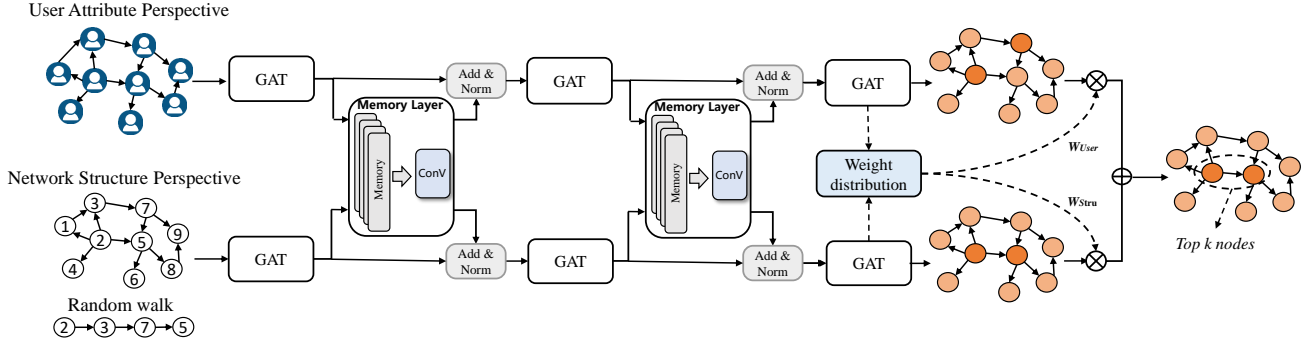 User Attribute Perspective
GAT
Add &
Norm
GAT
Add &
Norm
GAT
Memory Layer
Memory
ConV
Memory Layer
Memory
ConV
Weight
distribution
WUser
WStru
Network Structure Perspective
1
2
3
4
5
6
7
8
9
GAT
Add &
Norm
GAT
Add &
Norm
GAT
Top k nodes
Random walk
2
3
7
5